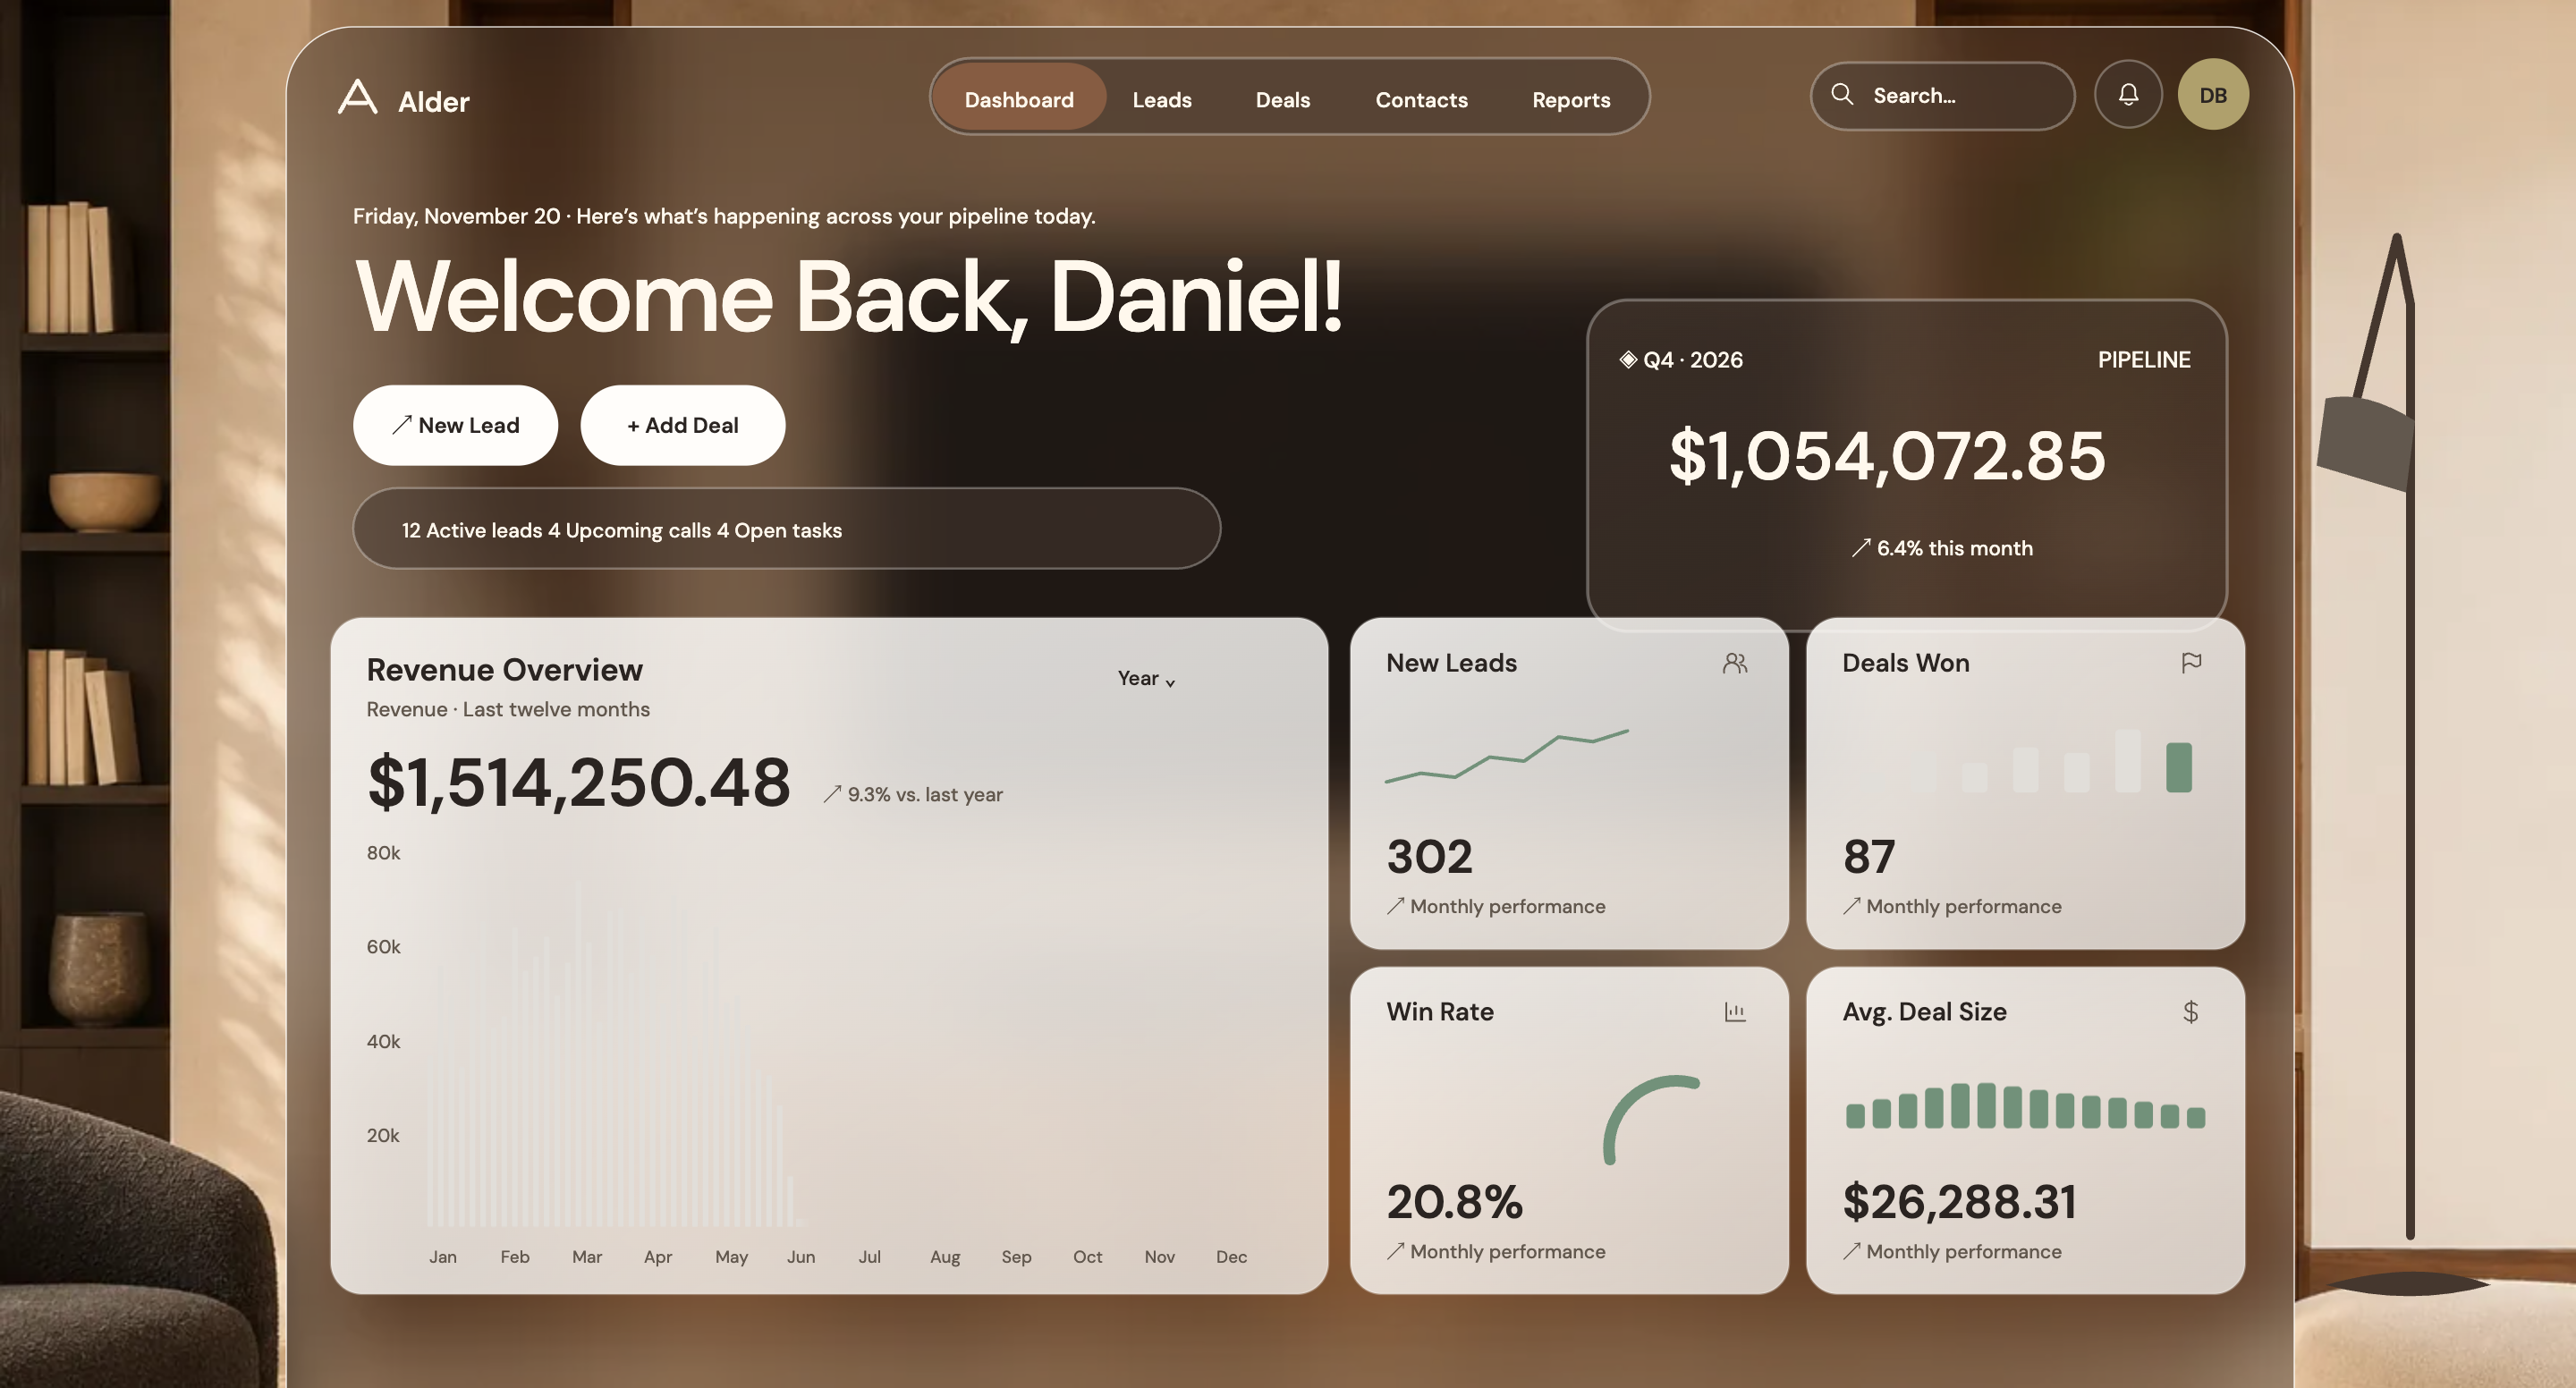 Alder
Dashboard Leads Deals Contacts Reports
Search...
DB
Friday, November 20 · Here’s what’s happening across your pipeline today.
Welcome Back, Daniel!
↗ New Lead
+ Add Deal
12 Active leads 4 Upcoming calls 4 Open tasks
◈ Q4 · 2026
PIPELINE
$1,054,072.85
↗ 6.4% this month
Revenue Overview
Year ⌄
Revenue · Last twelve months
$1,514,250.48
↗ 9.3% vs. last year
80k
60k
40k
20k
Jan Feb Mar Apr May Jun Jul Aug Sep Oct Nov Dec
New Leads
302
↗ Monthly performance
Deals Won
87
↗ Monthly performance
Win Rate
20.8%
↗ Monthly performance
Avg. Deal Size
$
$26,288.31
↗ Monthly performance